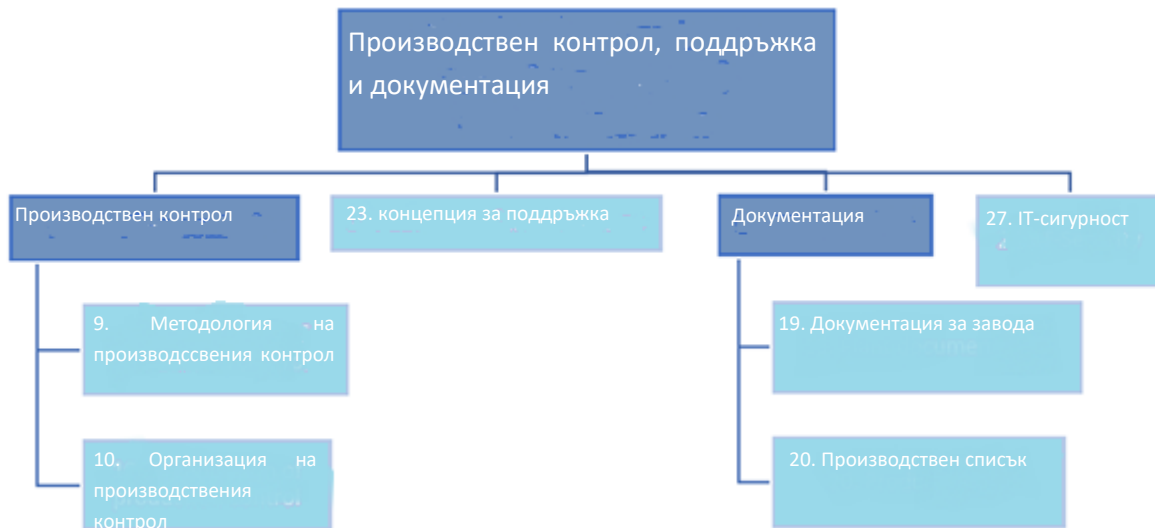 Производствен контрол, поддръжка
и документация
Производствен контрол
23. концепция за поддръжка
Документация
27. IT-сигурност
9. Методология на
производссвения контрол
19. Документация за завода
10. Организация на
производствения
контрол
20. Производствен списък